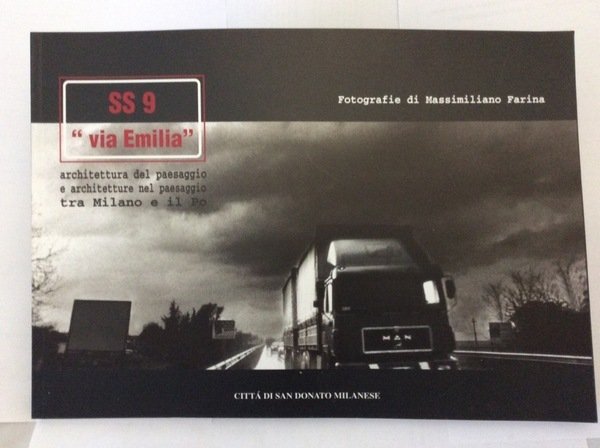 SS 9
“ via Emilia”
Fotografie di Massimiliano Farina
architettura del paesaggio
e architetture nel paesaggio
tra Milano e il Po
MAN
CITTÁ DI SAN DONATO MILANESE